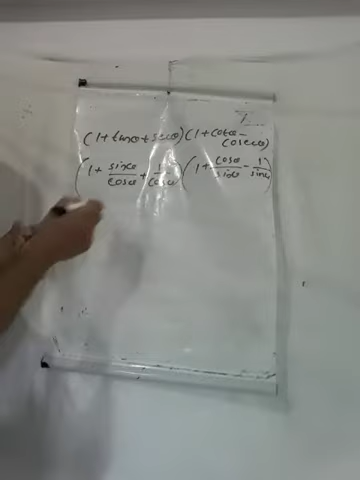 (1+tanθ+secθ)(1+cotθ-
cosecθ)
(1+ sinθ/cosθ + 1/cosθ)(1+ cosθ/sinθ - 1/sinθ)